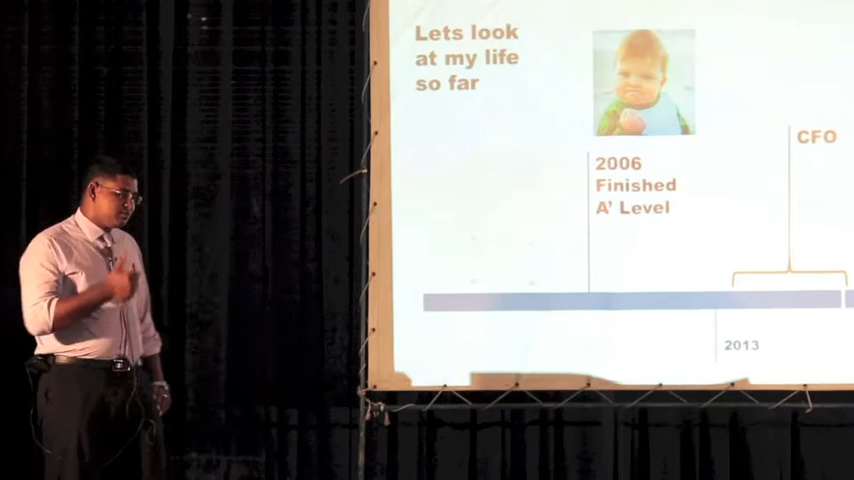 Lets look
at my life
so far
2006
Finished
A’ Level
CFO
2013